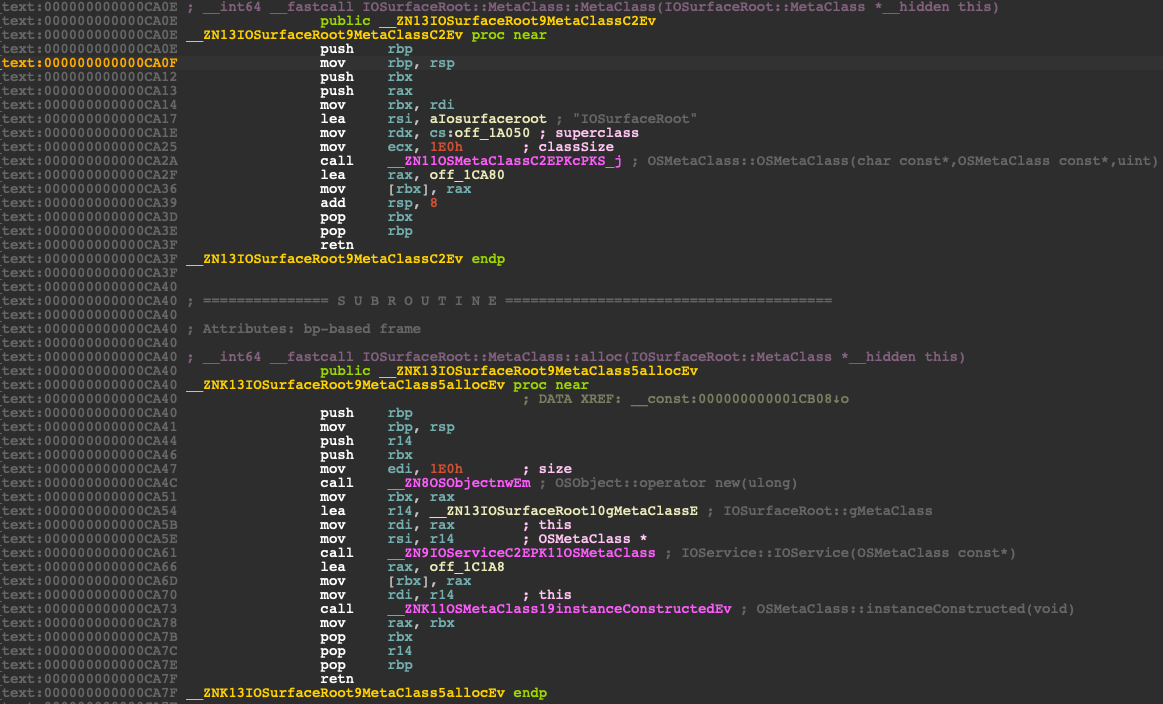 text:000000000000CA0E ; __int64 __fastcall IOSurfaceRoot::MetaClass::MetaClass(IOSurfaceRoot::MetaClass *__hidden this)
text:000000000000CA0E public __ZN13IOSurfaceRoot9MetaClassC2Ev
text:000000000000CA0E __ZN13IOSurfaceRoot9MetaClassC2Ev proc near
text:000000000000CA0E push rbp
text:000000000000CA0F mov rbp, rsp
text:000000000000CA12 push rbx
text:000000000000CA13 push rax
text:000000000000CA14 mov rbx, rdi
text:000000000000CA17 lea rsi, aIosurfaceroot ; "IOSurfaceRoot"
text:000000000000CA1E mov rdx, cs:off_1A050 ; superclass
text:000000000000CA25 mov ecx, 1E0h ; classSize
text:000000000000CA2A call __ZN11OSMetaClassC2EPKcPKS_j ; OSMetaClass::OSMetaClass(char const*,OSMetaClass const*,uint)
text:000000000000CA2F lea rax, off_1CA80
text:000000000000CA36 mov [rbx], rax
text:000000000000CA39 add rsp, 8
text:000000000000CA3D pop rbx
text:000000000000CA3E pop rbp
text:000000000000CA3F retn
text:000000000000CA3F __ZN13IOSurfaceRoot9MetaClassC2Ev endp
text:000000000000CA3F
text:000000000000CA40
text:000000000000CA40 ; =============== S U B R O U T I N E =======================================
text:000000000000CA40
text:000000000000CA40 ; Attributes: bp-based frame
text:000000000000CA40
text:000000000000CA40 ; __int64 __fastcall IOSurfaceRoot::MetaClass::alloc(IOSurfaceRoot::MetaClass *__hidden this)
text:000000000000CA40 public __ZNK13IOSurfaceRoot9MetaClass5allocEv
text:000000000000CA40 __ZNK13IOSurfaceRoot9MetaClass5allocEv proc near
text:000000000000CA40 ; DATA XREF: __const:000000000001CB08↓o
text:000000000000CA40 push rbp
text:000000000000CA41 mov rbp, rsp
text:000000000000CA44 push r14
text:000000000000CA46 push rbx
text:000000000000CA47 mov edi, 1E0h ; size
text:000000000000CA4C call __ZN8OSObjectnwEm ; OSObject::operator new(ulong)
text:000000000000CA51 mov rbx, rax
text:000000000000CA54 lea r14, __ZN13IOSurfaceRoot10gMetaClassE ; IOSurfaceRoot::gMetaClass
text:000000000000CA5B mov rdi, rax ; this
text:000000000000CA5E mov rsi, r14 ; OSMetaClass *
text:000000000000CA61 call __ZN9IOServiceC2EPK11OSMetaClass ; IOService::IOService(OSMetaClass const*)
text:000000000000CA66 lea rax, off_1C1A8
text:000000000000CA6D mov [rbx], rax
text:000000000000CA70 mov rdi, r14 ; this
text:000000000000CA73 call __ZNK11OSMetaClass19instanceConstructedEv ; OSMetaClass::instanceConstructed(void)
text:000000000000CA78 mov rax, rbx
text:000000000000CA7B pop rbx
text:000000000000CA7C pop r14
text:000000000000CA7E pop rbp
text:000000000000CA7F retn
text:000000000000CA7F __ZNK13IOSurfaceRoot9MetaClass5allocEv endp